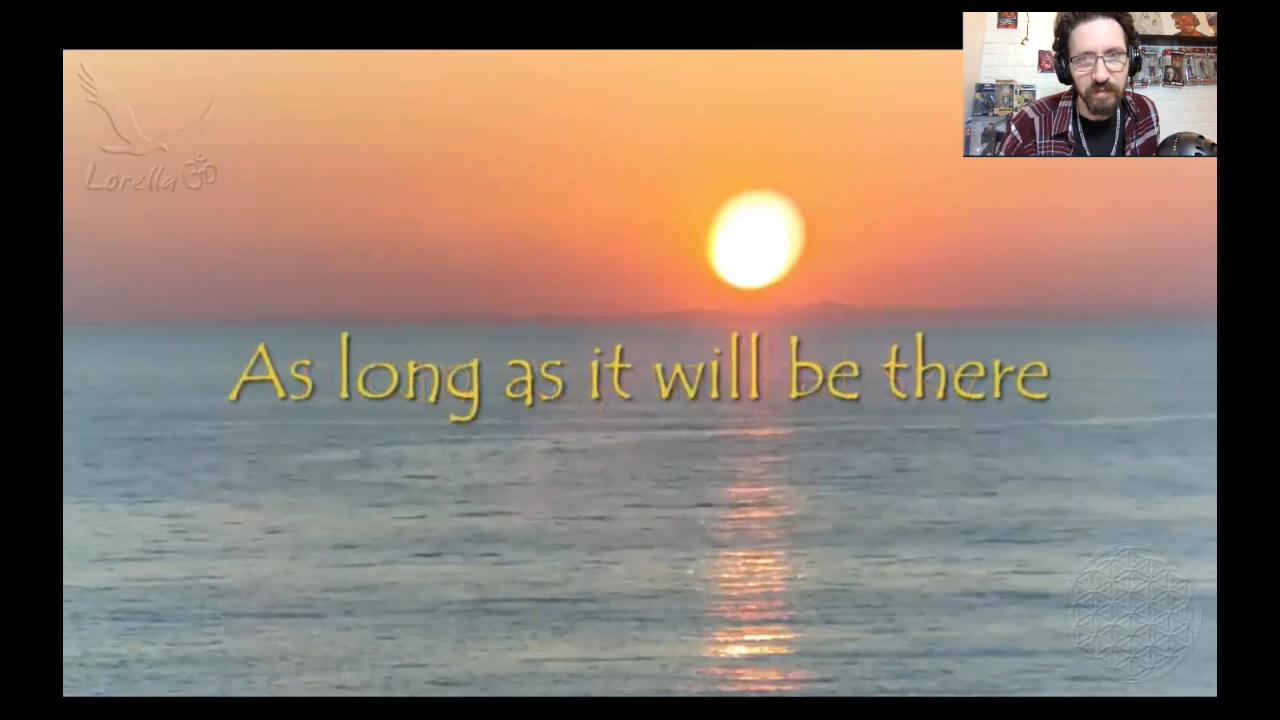 Lorella ॐ
As long as it will be there